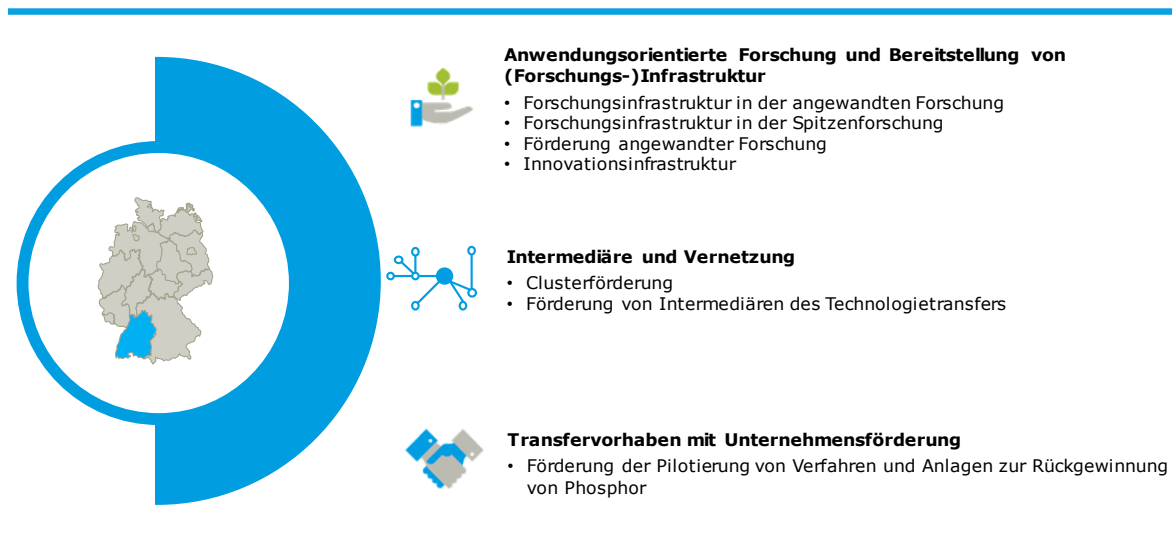 Anwendungsorientierte Forschung und Bereitstellung von
(Forschungs-)Infrastruktur
• Forschungsinfrastruktur in der angewandten Forschung
• Forschungsinfrastruktur in der Spitzenforschung
• Förderung angewandter Forschung
• Innovationsinfrastruktur
Intermediäre und Vernetzung
• Clusterförderung
• Förderung von Intermediären des Technologietransfers
Transfervorhaben mit Unternehmensförderung
• Förderung der Pilotierung von Verfahren und Anlagen zur Rückgewinnung
von Phosphor